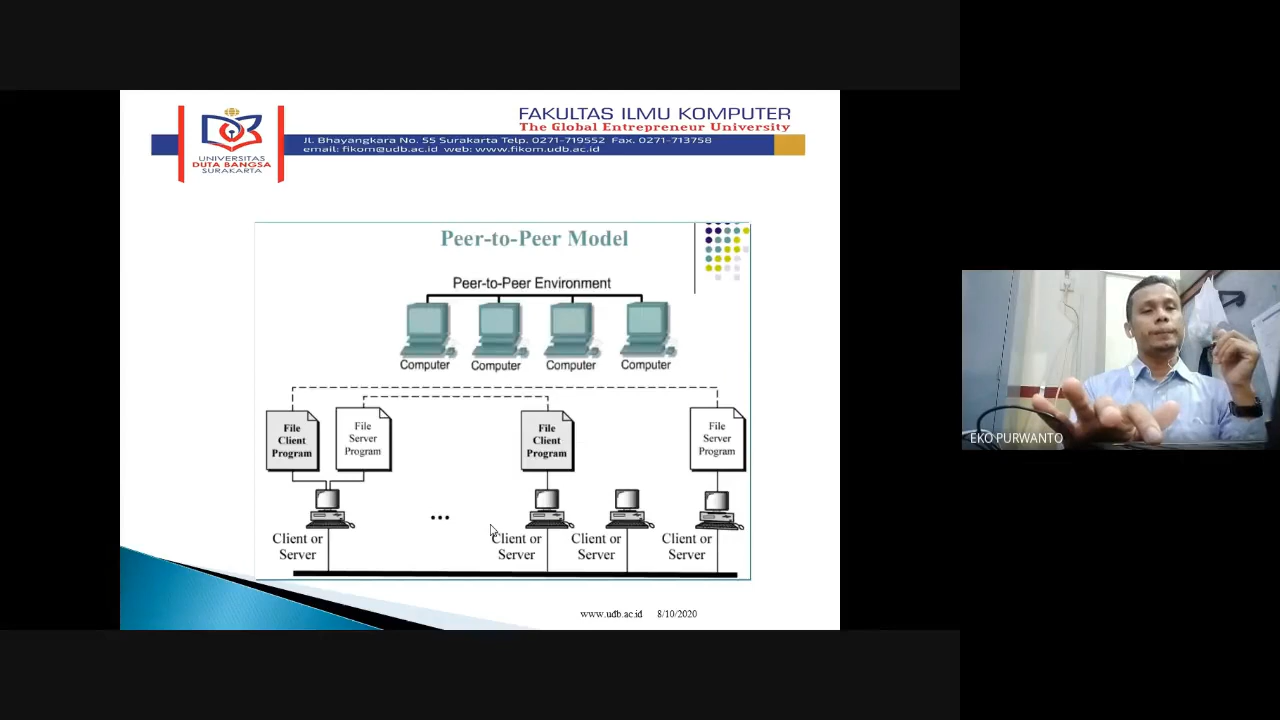 FAKULTAS ILMU KOMPUTER
The Global Entrepreneur University
Jl. Bhayangkara No. 55 Surakarta Telp. 0271-719552 Fax. 0271-713758
email: fikom@udb.ac.id web: www.fikom.udb.ac.id
UNIVERSITAS
DUTA BANGSA
SURAKARTA
Peer-to-Peer Model
Peer-to-Peer Environment
Computer Computer Computer Computer
File Client Program
File Server Program
File Client Program
File Server Program
Client or Server
...
Client or Server
Client or Server
Client or Server
www.udb.ac.id 8/10/2020
EKO PURWANTO